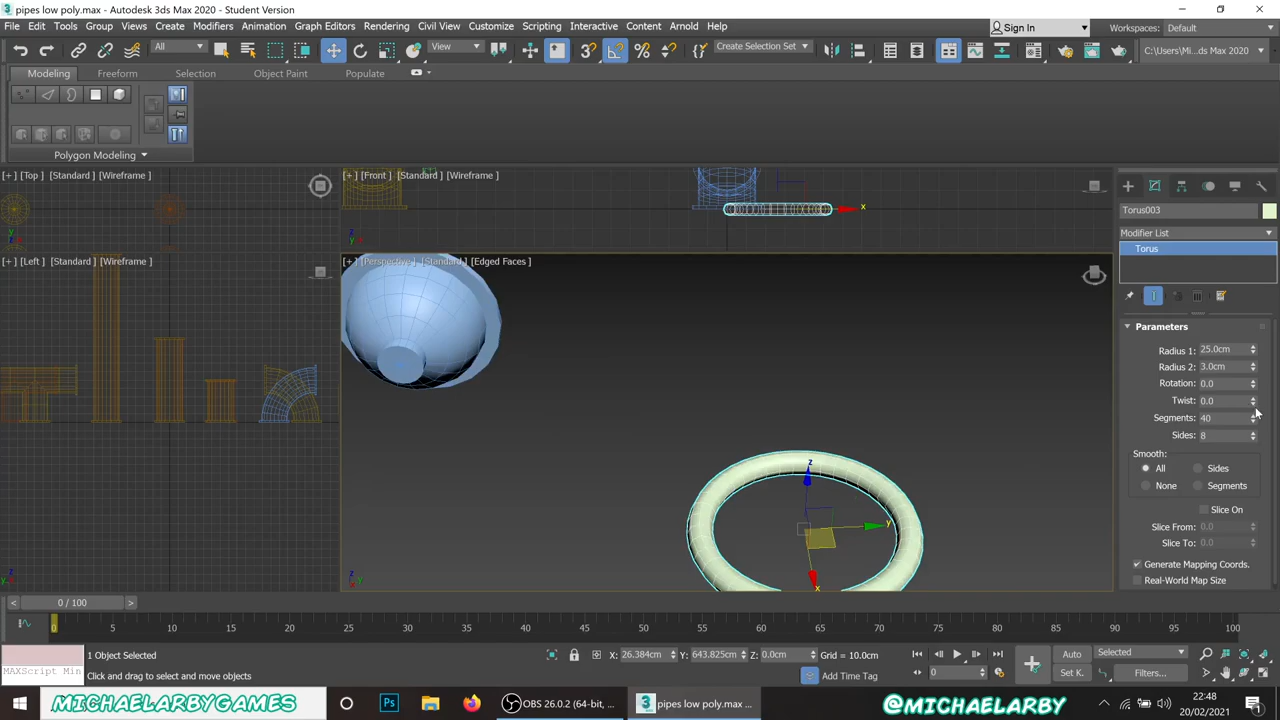 pipes low poly.max - Autodesk 3ds Max 2020 - Student Version
File Edit Tools Group Views Create Modifiers Animation Graph Editors Rendering Civil View Customize Scripting Interactive Content Arnold Help
Sign In
Workspaces: Default
All
View
Create Selection Set
C:\Users\Mi...ds Max 2020
Modeling Freeform Selection Object Paint Populate
Polygon Modeling
[+] [Top ] [Standard ] [Wireframe ]
[+] [Front ] [Standard ] [Wireframe ]
x
z
y
z
[+] [Left ] [Standard ] [Wireframe ]
[+] [Perspective ] [Standard ] [Edged Faces ]
z
y
x
z
y
z
y
Torus003
Modifier List
Torus
Parameters
Radius 1: 25.0cm
Radius 2: 3.0cm
Rotation: 0.0
Twist: 0.0
Segments: 40
Sides: 8
Smooth:
All Sides
None Segments
Slice On
Slice From: 0.0
Slice To: 0.0
Generate Mapping Coords.
Real-World Map Size
< 0 / 100 >
0 5 10 15 20 25 30 35 40 45 50 55 60 65 70 75 80 85 90 95 100
1 Object Selected
X: 26.384cm Y: 643.825cm Z: 0.0cm Grid = 10.0cm
Auto Selected
MAXScript Min
Click and drag to select and move objects
Add Time Tag
0
Set K. Filters...
MICHAELARBYGAMES
Ps
OBS 26.0.2 (64-bit, ...
3
pipes low poly.max ...
@MICHAELARBY
22:48
20/02/2021